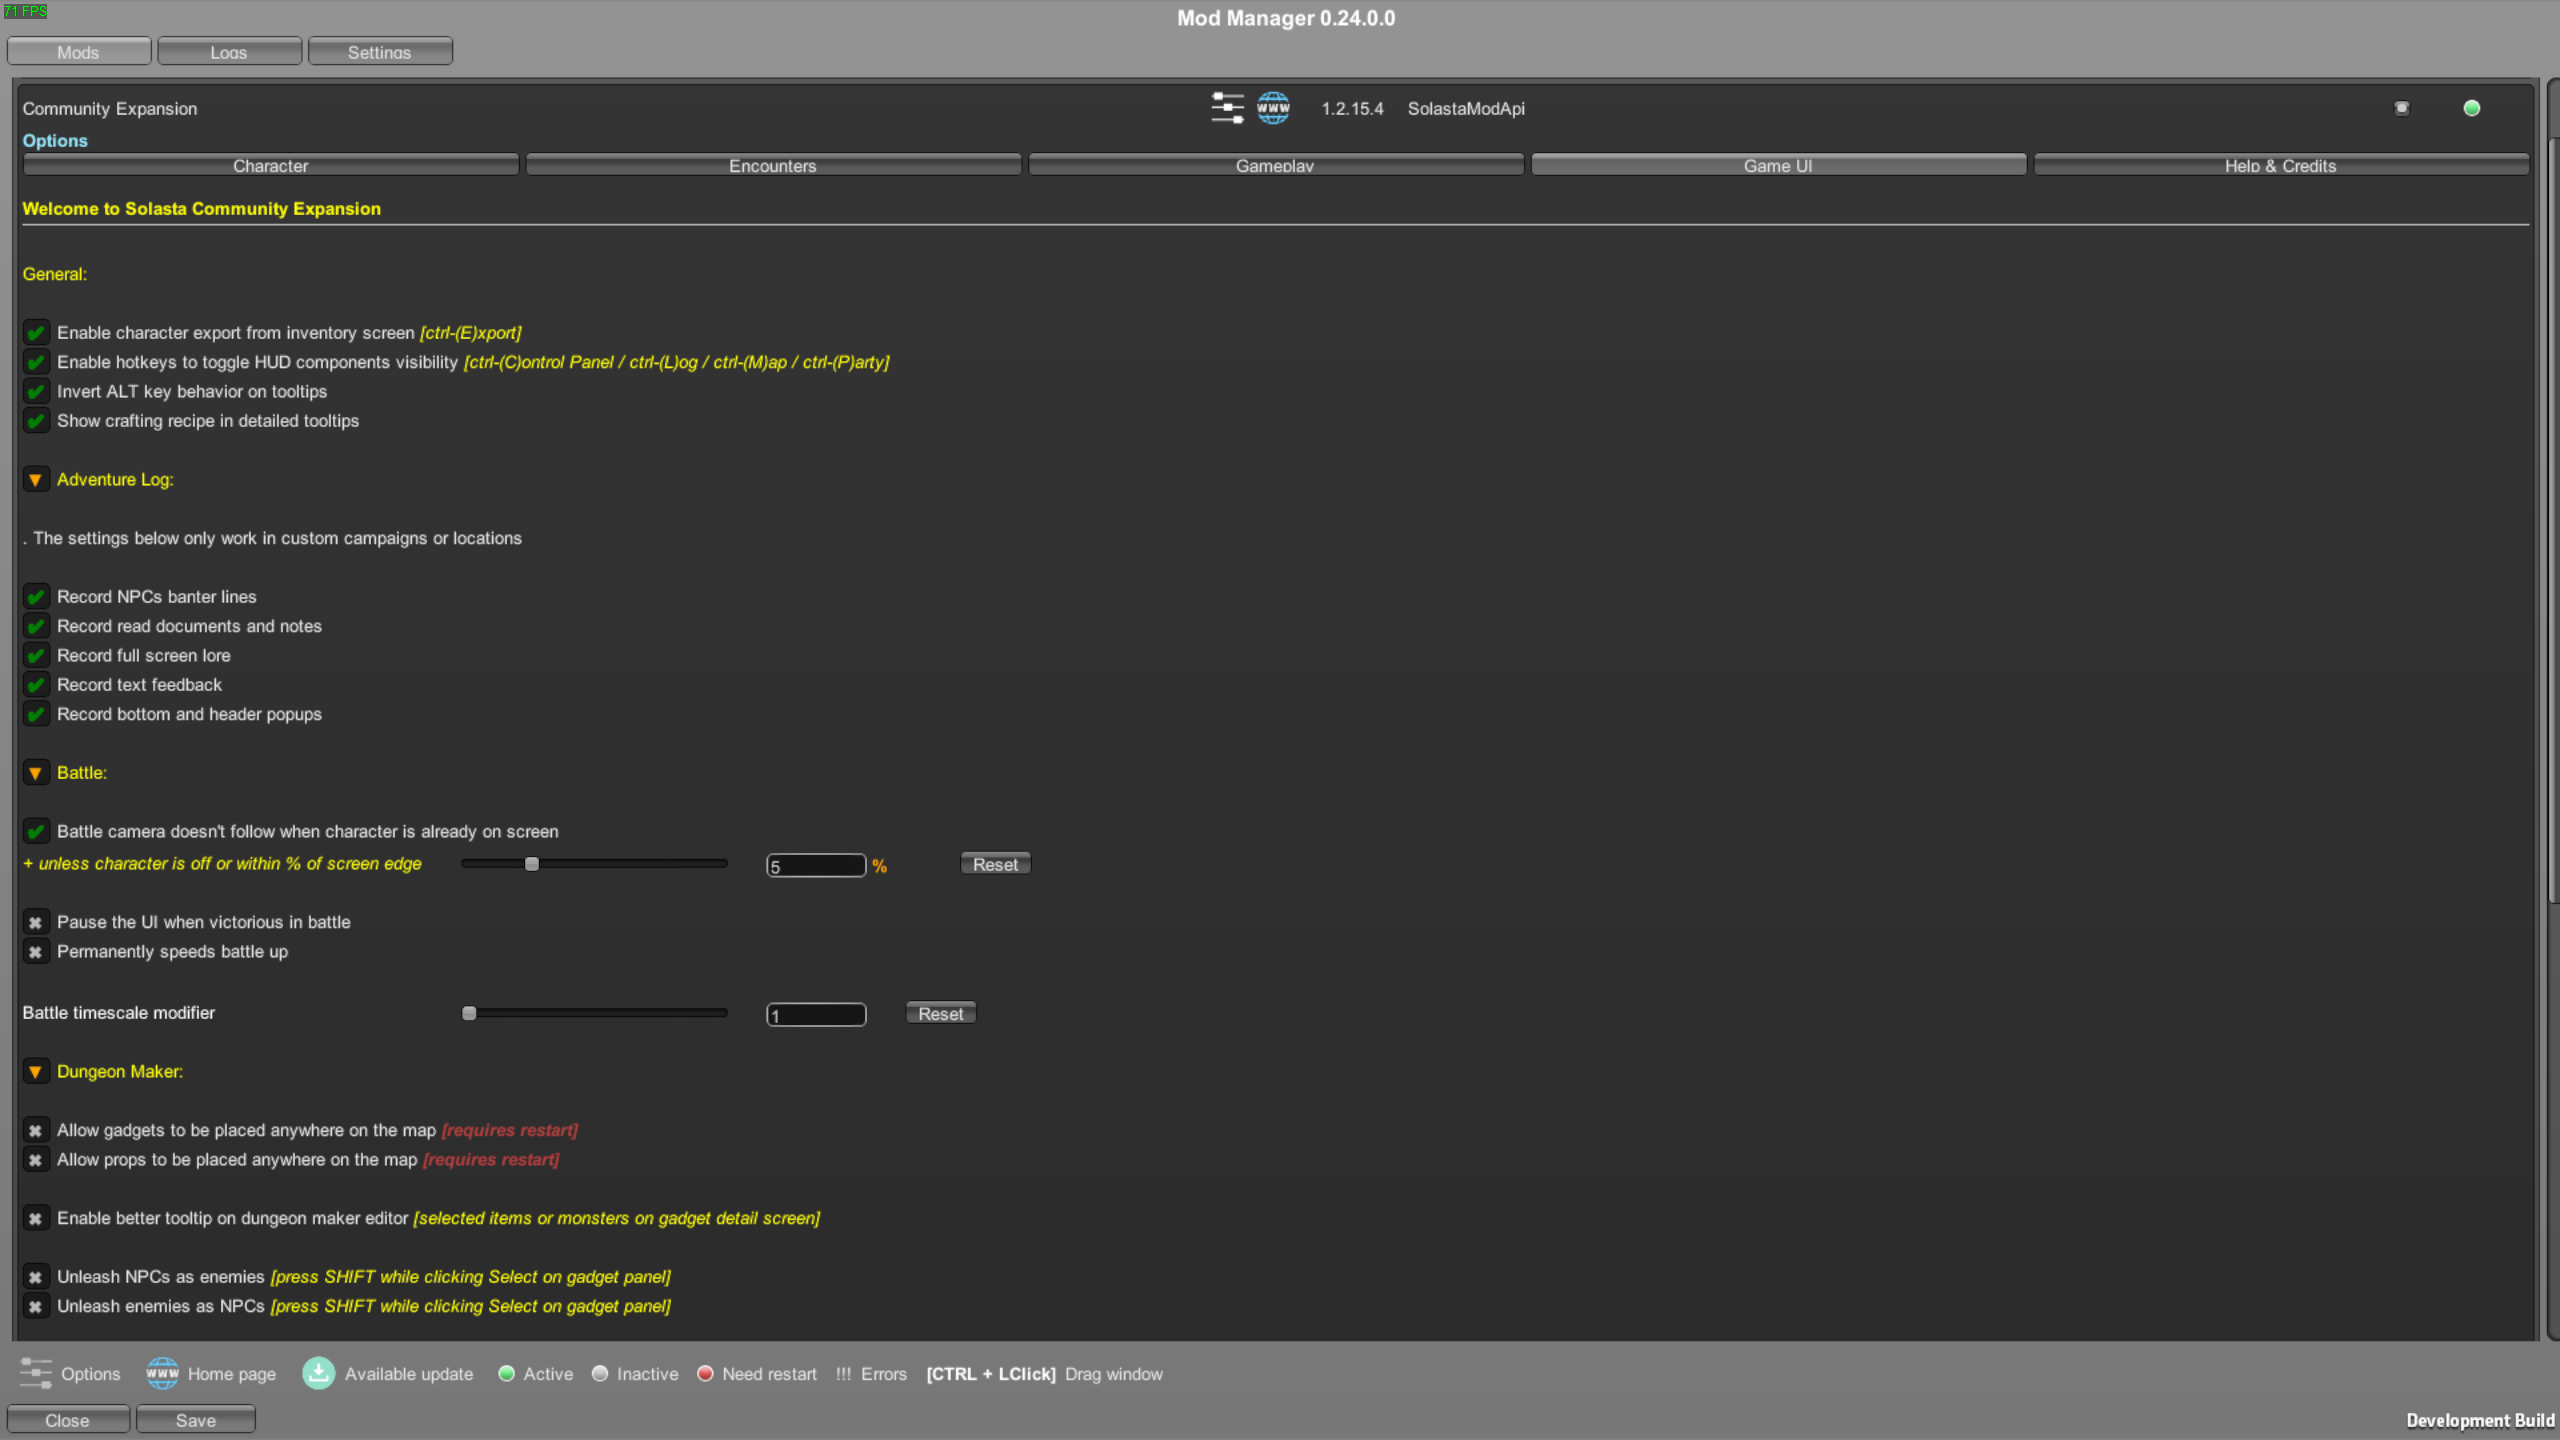 71 FPS
Mod Manager 0.24.0.0
Mods Logs Settings
Community Expansion www 1.2.15.4 SolastaModApi
Options
Character Encounters Gameplay Game UI Help & Credits
Welcome to Solasta Community Expansion
General:
Enable character export from inventory screen [ctrl-(E)xport]
Enable hotkeys to toggle HUD components visibility [ctrl-(C)ontrol Panel / ctrl-(L)og / ctrl-(M)ap / ctrl-(P)arty]
Invert ALT key behavior on tooltips
Show crafting recipe in detailed tooltips
▼ Adventure Log:
. The settings below only work in custom campaigns or locations
Record NPCs banter lines
Record read documents and notes
Record full screen lore
Record text feedback
Record bottom and header popups
▼ Battle:
Battle camera doesn't follow when character is already on screen
+ unless character is off or within % of screen edge 5 % Reset
Pause the UI when victorious in battle
Permanently speeds battle up
Battle timescale modifier 1 Reset
▼ Dungeon Maker:
Allow gadgets to be placed anywhere on the map [requires restart]
Allow props to be placed anywhere on the map [requires restart]
Enable better tooltip on dungeon maker editor [selected items or monsters on gadget detail screen]
Unleash NPCs as enemies [press SHIFT while clicking Select on gadget panel]
Unleash enemies as NPCs [press SHIFT while clicking Select on gadget panel]
Options www Home page Available update Active Inactive Need restart !!! Errors [CTRL + LClick] Drag window
Close Save
Development Build